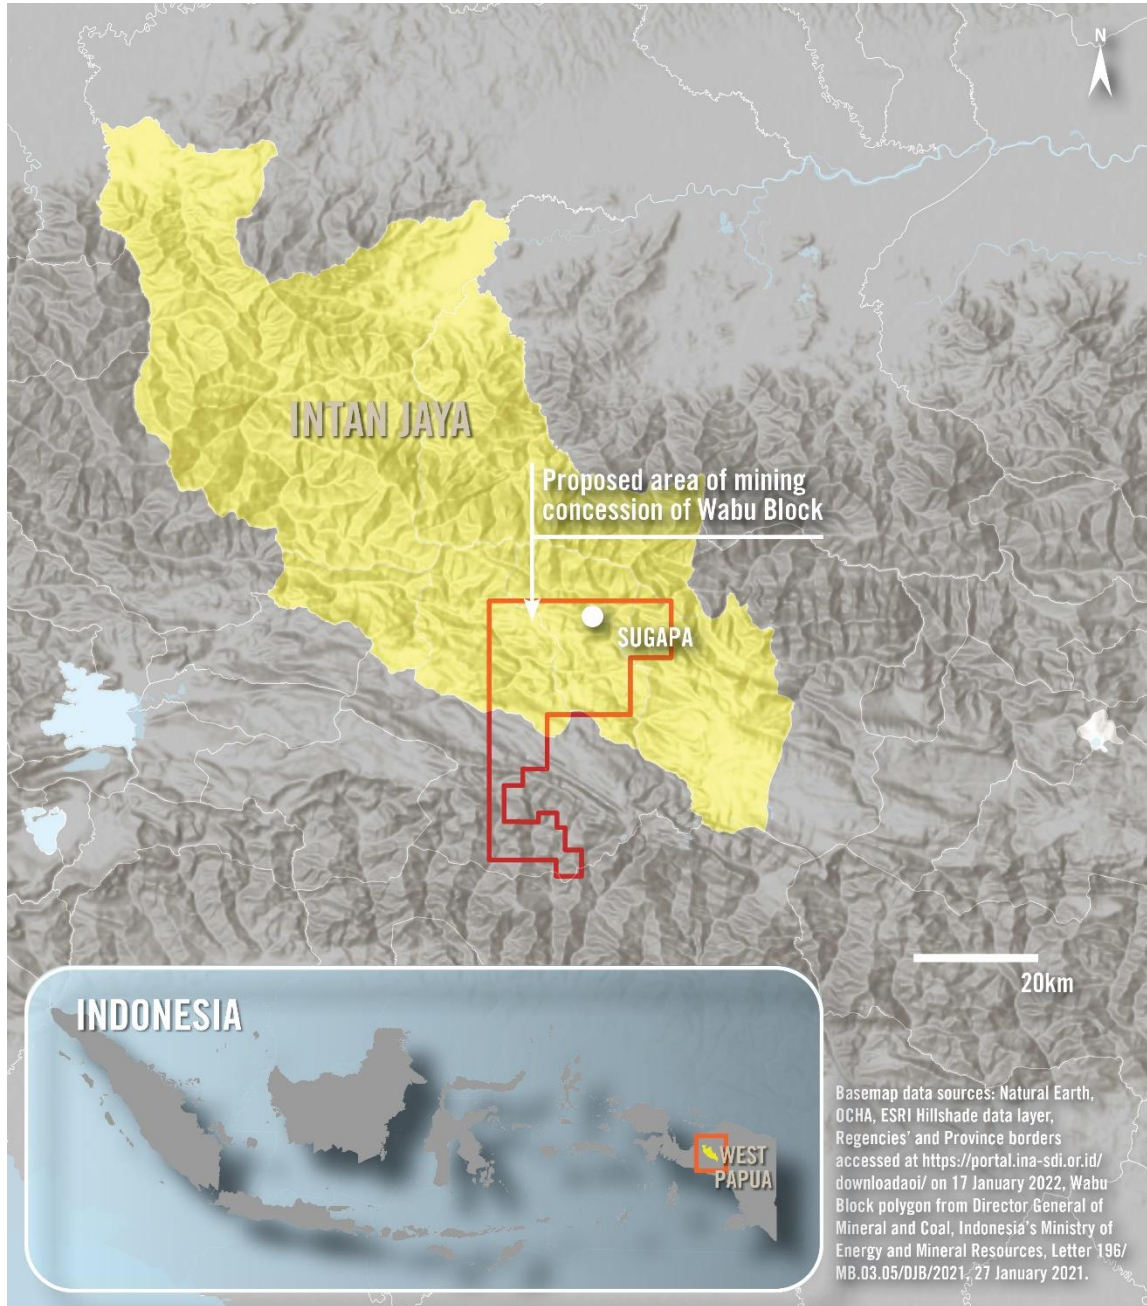 N
INTAN JAYA
Proposed area of mining
concession of Wabu Block
SUGAPA
20km
INDONESIA
WEST
PAPUA
Basemap data sources: Natural Earth,
OCHA, ESRI Hillshade data layer,
Regencies' and Province borders
accessed at https://portal.ina-sdi.or.id/
downloadaoi/ on 17 January 2022, Wabu
Block polygon from Director General of
Mineral and Coal, Indonesia's Ministry of
Energy and Mineral Resources, Letter 196/
MB.03.05/DJB/2021, 27 January 2021.